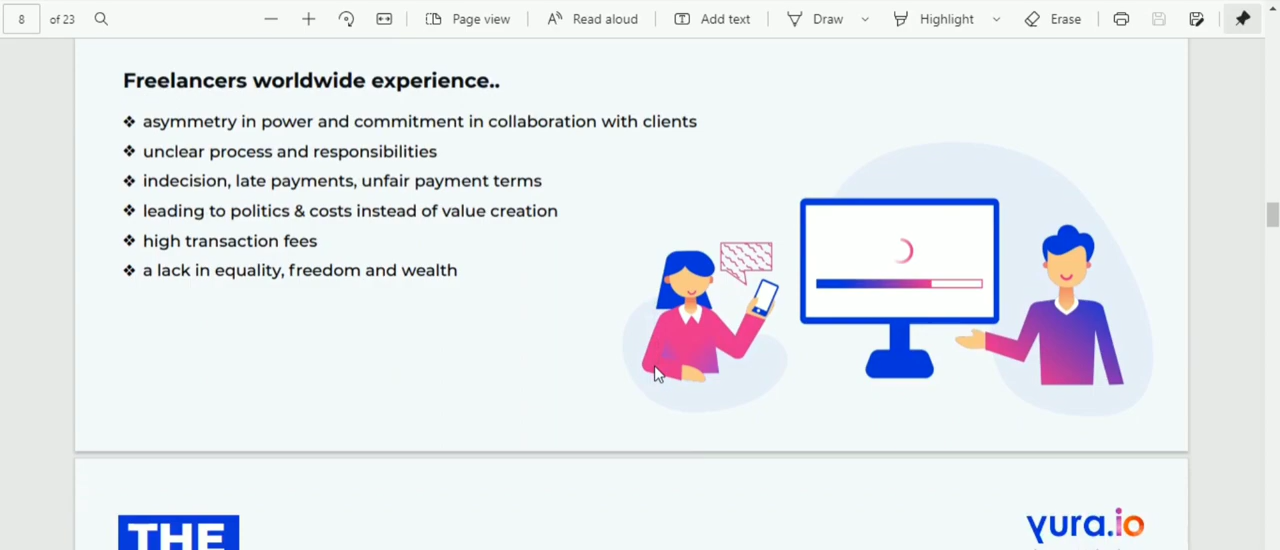 8 of 23 Page view Read aloud Add text Draw Highlight Erase
Freelancers worldwide experience..
❖ asymmetry in power and commitment in collaboration with clients
❖ unclear process and responsibilities
❖ indecision, late payments, unfair payment terms
❖ leading to politics & costs instead of value creation
❖ high transaction fees
❖ a lack in equality, freedom and wealth
THE
yura.io